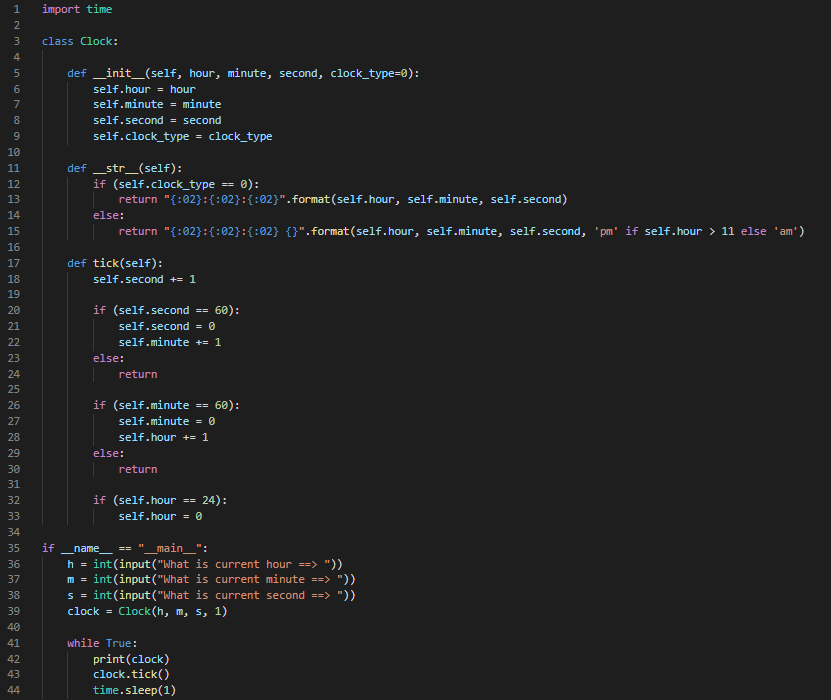 1 import time
2
3 class Clock:
4
5     def __init__(self, hour, minute, second, clock_type=0):
6         self.hour = hour
7         self.minute = minute
8         self.second = second
9         self.clock_type = clock_type
10
11     def __str__(self):
12         if (self.clock_type == 0):
13             return "{:02}:{:02}:{:02}".format(self.hour, self.minute, self.second)
14         else:
15             return "{:02}:{:02}:{:02} {}".format(self.hour, self.minute, self.second, 'pm' if self.hour > 11 else 'am')
16
17     def tick(self):
18         self.second += 1
19
20         if (self.second == 60):
21             self.second = 0
22             self.minute += 1
23         else:
24             return
25
26         if (self.minute == 60):
27             self.minute = 0
28             self.hour += 1
29         else:
30             return
31
32         if (self.hour == 24):
33             self.hour = 0
34
35 if __name__ == "__main__":
36     h = int(input("What is current hour ==> "))
37     m = int(input("What is current minute ==> "))
38     s = int(input("What is current second ==> "))
39     clock = Clock(h, m, s, 1)
40
41     while True:
42         print(clock)
43         clock.tick()
44         time.sleep(1)